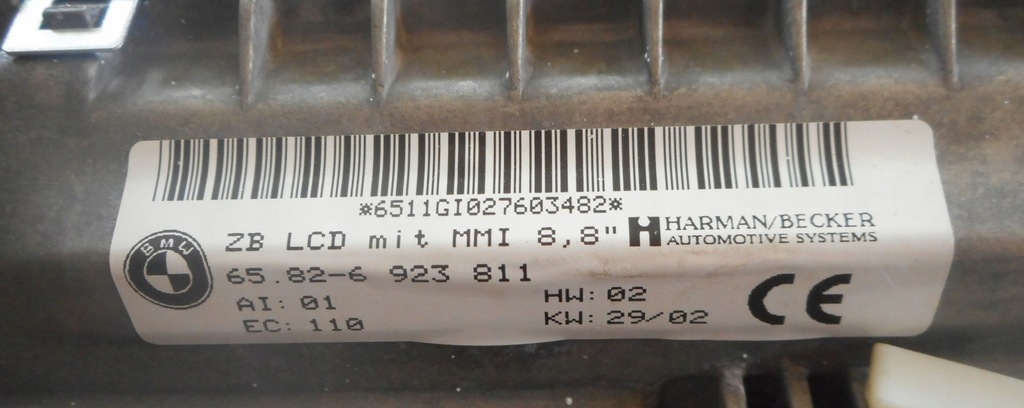 *6511GI027603482*
ZB LCD mit MMI 8,8"
HARMAN/BECKER
AUTOMOTIVE SYSTEMS
BMW
65.82-6 923 811
AI: 01
HW: 02
EC: 110
KW: 29/02
CE